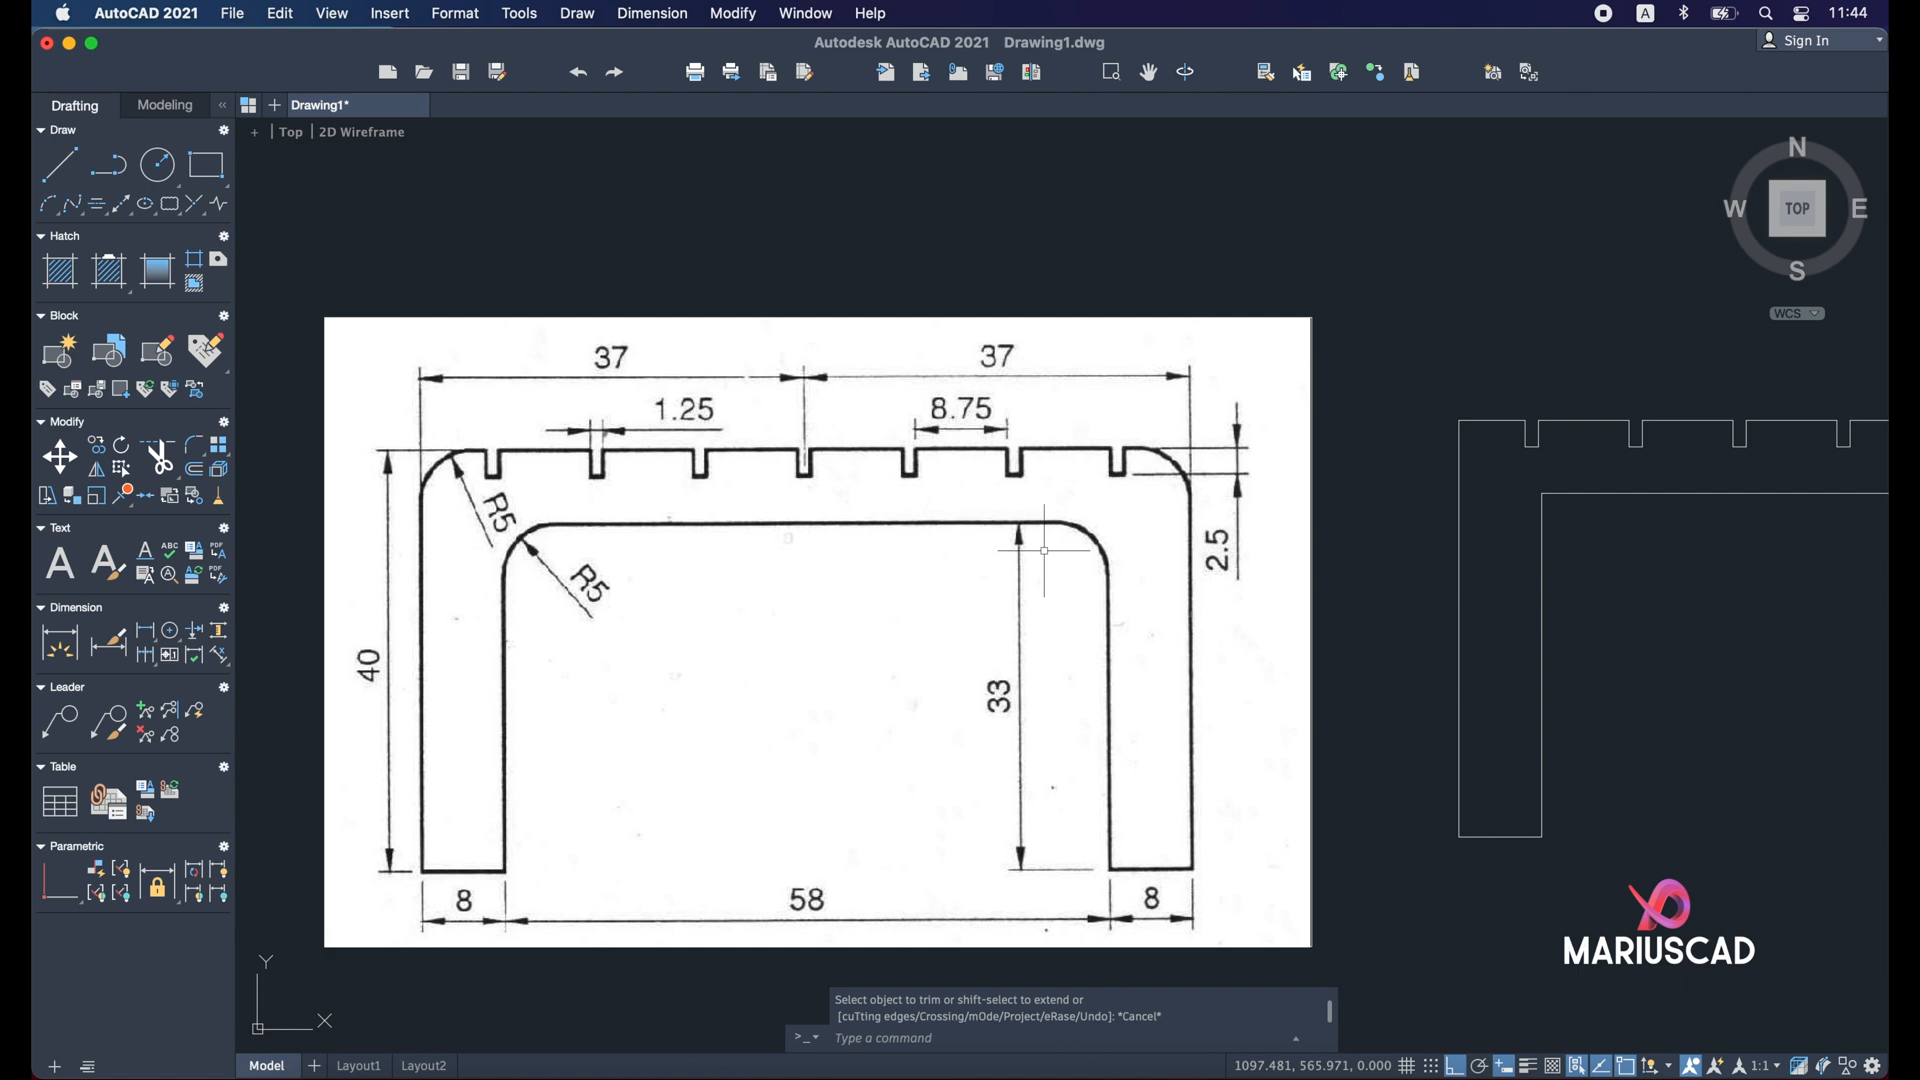 AutoCAD 2021 File Edit View Insert Format Tools Draw Dimension Modify Window Help A 11:44
Autodesk AutoCAD 2021 Drawing1.dwg
Sign In
Drafting Modeling « + Drawing1*
+ | Top | 2D Wireframe
Draw
Hatch
Block
Modify
Text
Dimension
Leader
Table
Parametric
N
W TOP E
S
WCS
37 37
1.25 8.75
R5
R5
2.5
40
33
8 58 8
MARIUSCAD
Y
X
Select object to trim or shift-select to extend or
[cuTting edges/Crossing/mOde/Project/eRase/Undo]: *Cancel*
>_ Type a command
Model + Layout1 Layout2
1097.481, 565.971, 0.000 1:1